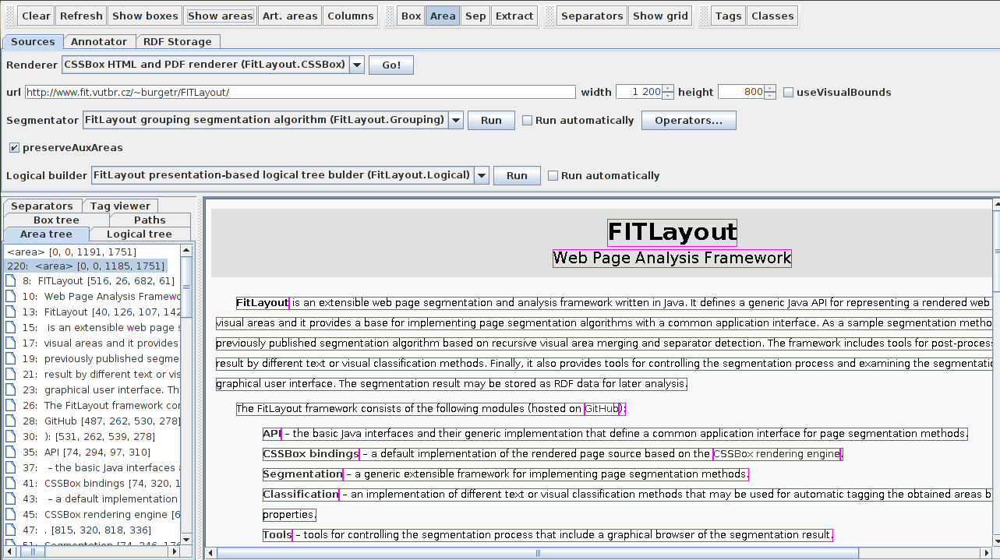 Clear Refresh Show boxes Show areas Art. areas Columns Box Area Sep Extract Separators Show grid Tags Classes
Sources Annotator RDF Storage
Renderer CSSBox HTML and PDF renderer (FitLayout.CSSBox) Go!
url http://www.fit.vutbr.cz/~burgetr/FITLayout/ width 1 200 height 800 useVisualBounds
Segmentator FitLayout grouping segmentation algorithm (FitLayout.Grouping) Run Run automatically Operators...
preserveAuxAreas
Logical builder FitLayout presentation-based logical tree bulder (FitLayout.Logical) Run Run automatically
Separators Tag viewer
Box tree Paths
Area tree Logical tree
<area> [0, 0, 1191, 1751]
220: <area> [0, 0, 1185, 1751]
8: FITLayout [516, 26, 682, 61]
10: Web Page Analysis Framewo
13: FitLayout [40, 126, 107, 142
15: is an extensible web page s
17: visual areas and it provides
19: previously published segme
21: result by different text or vis
23: graphical user interface. Th
26: The FitLayout framework cor
28: GitHub [487, 262, 530, 278]
30: ): [531, 262, 539, 278]
35: API [74, 294, 97, 310]
37: – the basic Java interfaces a
41: CSSBox bindings [74, 320, 1
43: – a default implementation
45: CSSBox rendering engine [6
47: . [815, 320, 818, 336]
51: Segmentation [74, 346, 176
FITLayout
Web Page Analysis Framework
FitLayout is an extensible web page segmentation and analysis framework written in Java. It defines a generic Java API for representing a rendered web
visual areas and it provides a base for implementing page segmentation algorithms with a common application interface. As a sample segmentation metho
previously published segmentation algorithm based on recursive visual area merging and separator detection. The framework includes tools for post-process
result by different text or visual classification methods. Finally, it also provides tools for controlling the segmentation process and examining the segmentatio
graphical user interface. The segmentation result may be stored as RDF data for later analysis.
The FitLayout framework consists of the following modules (hosted on GitHub):
API – the basic Java interfaces and their generic implementation that define a common application interface for page segmentation methods.
CSSBox bindings – a default implementation of the rendered page source based on the CSSBox rendering engine.
Segmentation – a generic extensible framework for implementing page segmentation methods.
Classification – an implementation of different text or visual classification methods that may be used for automatic tagging the obtained areas b
properties.
Tools – tools for controlling the segmentation process that include a graphical browser of the segmentation result.